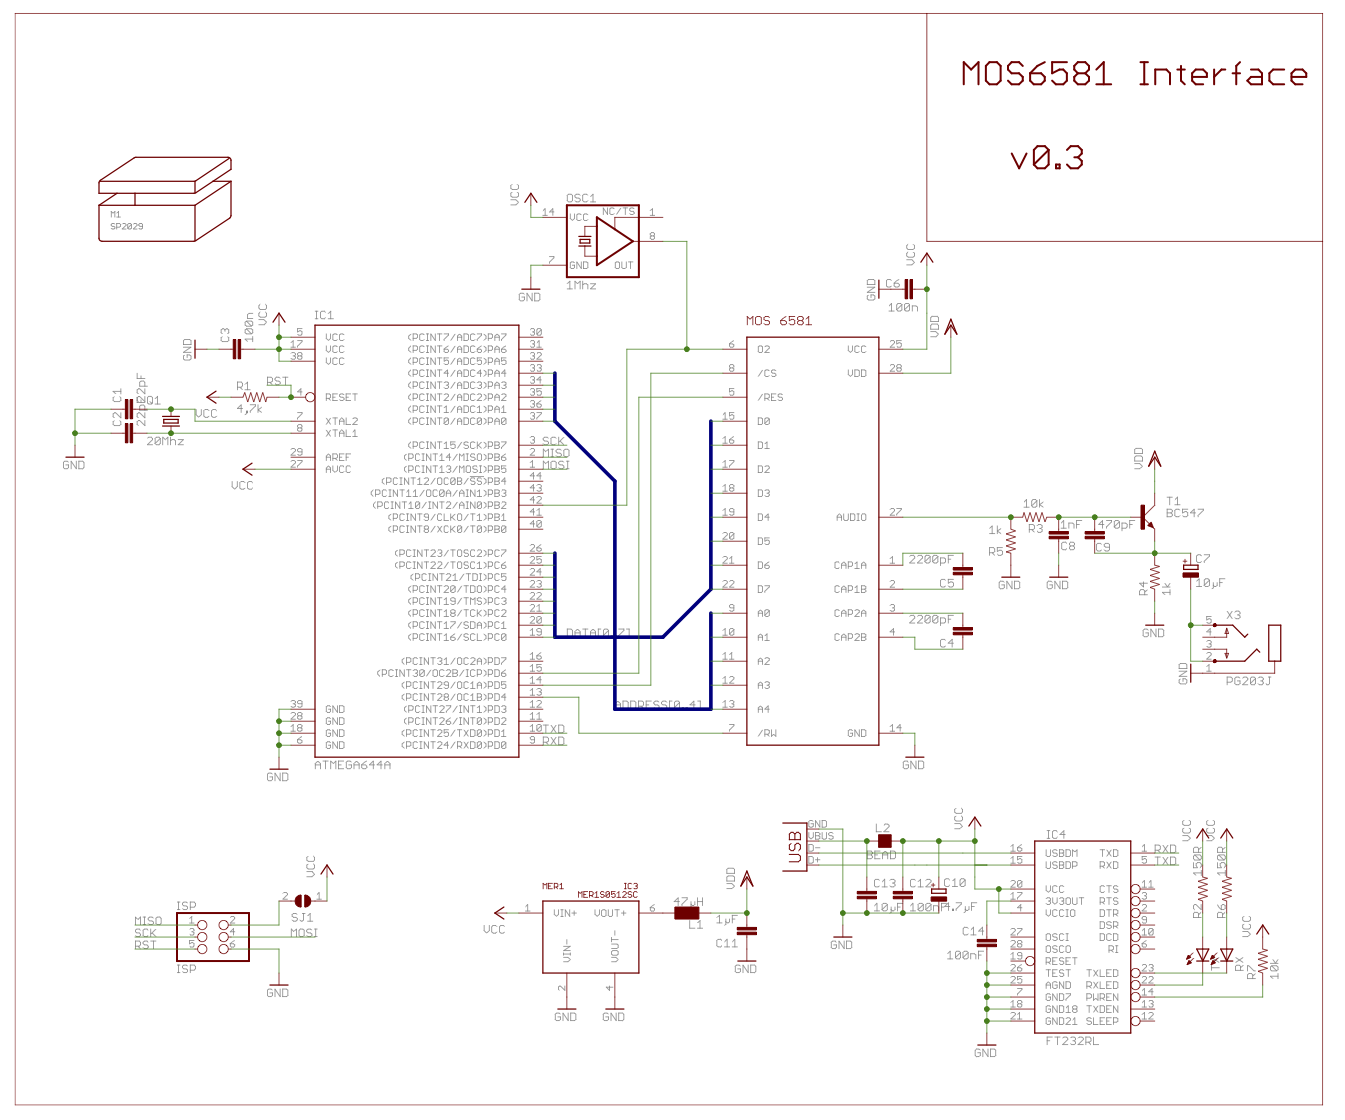 MOS6581 Interface
v0.3
M1
SP2029
VCC
OSC1
14
VCC
NC/TS
1
8
7
GND
OUT
GND
1Mhz
IC1
VCC
C3
100n
GND
5
VCC
17
VCC
38
VCC
RST
R1
4,7k
VCC
4
RESET
C1
22pF
C2
22pF
Q1
20Mhz
7
XTAL2
8
XTAL1
GND
29
AREF
27
AVCC
VCC
(PCINT7/ADC7)PA7
30
(PCINT6/ADC6)PA6
31
(PCINT5/ADC5)PA5
32
(PCINT4/ADC4)PA4
33
(PCINT3/ADC3)PA3
34
(PCINT2/ADC2)PA2
35
(PCINT1/ADC1)PA1
36
(PCINT0/ADC0)PA0
37
(PCINT15/SCK)PB7
3
SCK
(PCINT14/MISO)PB6
2
MISO
(PCINT13/MOSI)PB5
1
MOSI
(PCINT12/OC0B/SS)PB4
44
(PCINT11/OC0A/AIN1)PB3
43
(PCINT10/INT2/AIN0)PB2
42
(PCINT9/CLKO/T1)PB1
41
(PCINT8/XCK0/T0)PB0
40
(PCINT23/TOSC2)PC7
26
(PCINT22/TOSC1)PC6
25
(PCINT21/TDI)PC5
24
(PCINT20/TDO)PC4
23
(PCINT19/TMS)PC3
22
(PCINT18/TCK)PC2
21
(PCINT17/SDA)PC1
20
(PCINT16/SCL)PC0
19
DATA[0..7]
(PCINT31/OC2A)PD7
16
(PCINT30/OC2B/ICP)PD6
15
(PCINT29/OC1A)PD5
14
(PCINT28/OC1B)PD4
13
(PCINT27/INT1)PD3
12
(PCINT26/INT0)PD2
11
(PCINT25/TXD0)PD1
10
TXD
(PCINT24/RXD0)PD0
9
RXD
ADDRESS[0..4]
39
GND
28
GND
18
GND
6
GND
GND
ATMEGA644A
MOS 6581
6
O2
8
/CS
5
/RES
15
D0
16
D1
17
D2
18
D3
19
D4
20
D5
21
D6
22
D7
9
A0
10
A1
11
A2
12
A3
13
A4
7
/RW
VCC
25
VDD
28
AUDIO
27
CAP1A
1
CAP1B
2
CAP2A
3
CAP2B
4
GND
14
GND
VCC
GND
C6
100n
VDD
2200pF
C5
2200pF
C4
VDD
T1
BC547
10k
R3
1k
R5
1nF
C8
470pF
C9
GND
GND
R4
1k
GND
C7
10µF
X3
5
4
3
2
1
GND
PG203J
VCC
2
1
SJ1
ISP
MISO
1
2
SCK
3
4
MOSI
RST
5
6
ISP
GND
MER1
IC3
MER1S0512SC
VCC
1
VIN+
VOUT+
6
VIN-
VOUT-
2
4
GND
GND
47µH
L1
VDD
1µF
C11
GND
USB
GND
VBUS
D-
D+
L2
BEAD
VCC
C13
10µF
C12
100nF
C10
4.7µF
GND
C14
100nF
GND
IC4
16
USBDM
15
USBDP
20
VCC
17
3V3OUT
4
VCCIO
27
OSCI
28
OSCO
19
RESET
26
TEST
25
AGND
7
GND7
18
GND18
21
GND21
TXD
1
RXD
RXD
5
TXD
CTS
11
RTS
3
DTR
2
DSR
9
DCD
10
RI
6
TXLED
23
RXLED
22
PWREN
14
TXDEN
13
SLEEP
12
FT232RL
VCC
VCC
150R
150R
R2
R6
RX
VCC
R7
10k